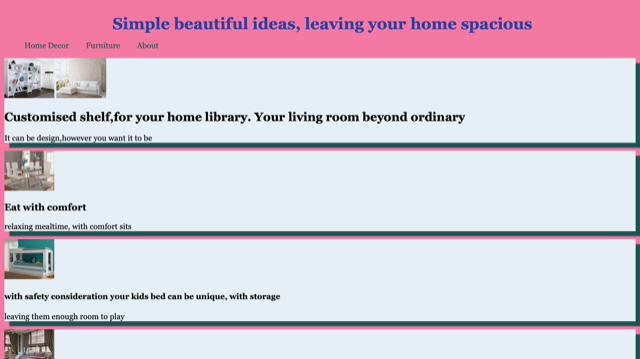 Simple beautiful ideas, leaving your home spacious
Home Decor Furniture About
Customised shelf,for your home library. Your living room beyond ordinary
It can be design,however you want it to be
Eat with comfort
relaxing mealtime, with comfort sits
with safety consideration your kids bed can be unique, with storage
leaving them enough room to play